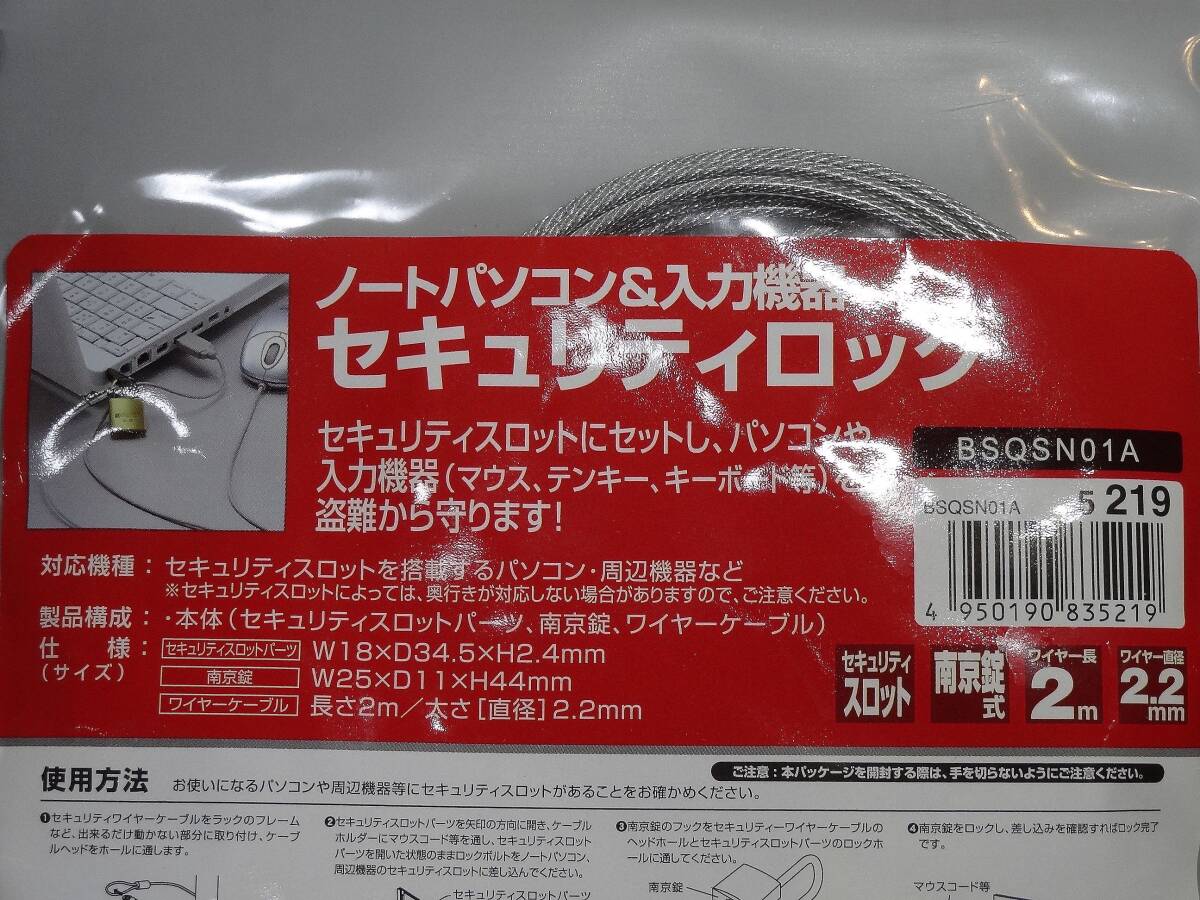 ノートパソコン&入力機器
セキュリティロック
セキュリティスロットにセットし、パソコンや
入力機器（マウス、テンキー、キーボード等）を
盗難から守ります！
BSQSN01A
BSQSN01A
5 219
4 950190 835219
対応機種：セキュリティスロットを搭載するパソコン・周辺機器など
※セキュリティスロットによっては、奥行きが対応しない場合がありますので、ご注意ください。
製品構成：・本体（セキュリティスロットパーツ、南京錠、ワイヤーケーブル）
仕　様：セキュリティスロットパーツ W18×D34.5×H2.4mm
（サイズ）
南京錠 W25×D11×H44mm
ワイヤーケーブル 長さ2m／太さ［直径］2.2mm
セキュリティ
スロット
南京錠
式
ワイヤー長
2m
ワイヤー直径
2.2
mm
使用方法 お使いになるパソコンや周辺機器等にセキュリティスロットがあることをお確かめください。
ご注意：本パッケージを開封する際は、手を切らないようにご注意ください。
❶セキュリティワイヤーケーブルをラックのフレーム
など、出来るだけ動かない部分に取り付け、ケーブ
ルヘッドをホールに通します。
❷セキュリティスロットパーツを矢印の方向に開き、ケーブル
ホルダーにマウスコード等を通し、セキュリティスロット
パーツを開いた状態のままロックボルトをノートパソコン、
周辺機器のセキュリティスロットに差し込んでください。
セキュリティスロットパーツ
❸南京錠のフックをセキュリティーワイヤーケーブルの
ヘッドホールとセキュリティスロットパーツのロックホ
ールに通してください。
南京錠
❹南京錠をロックし、差し込みを確認すればロック完了
です。
マウスコード等